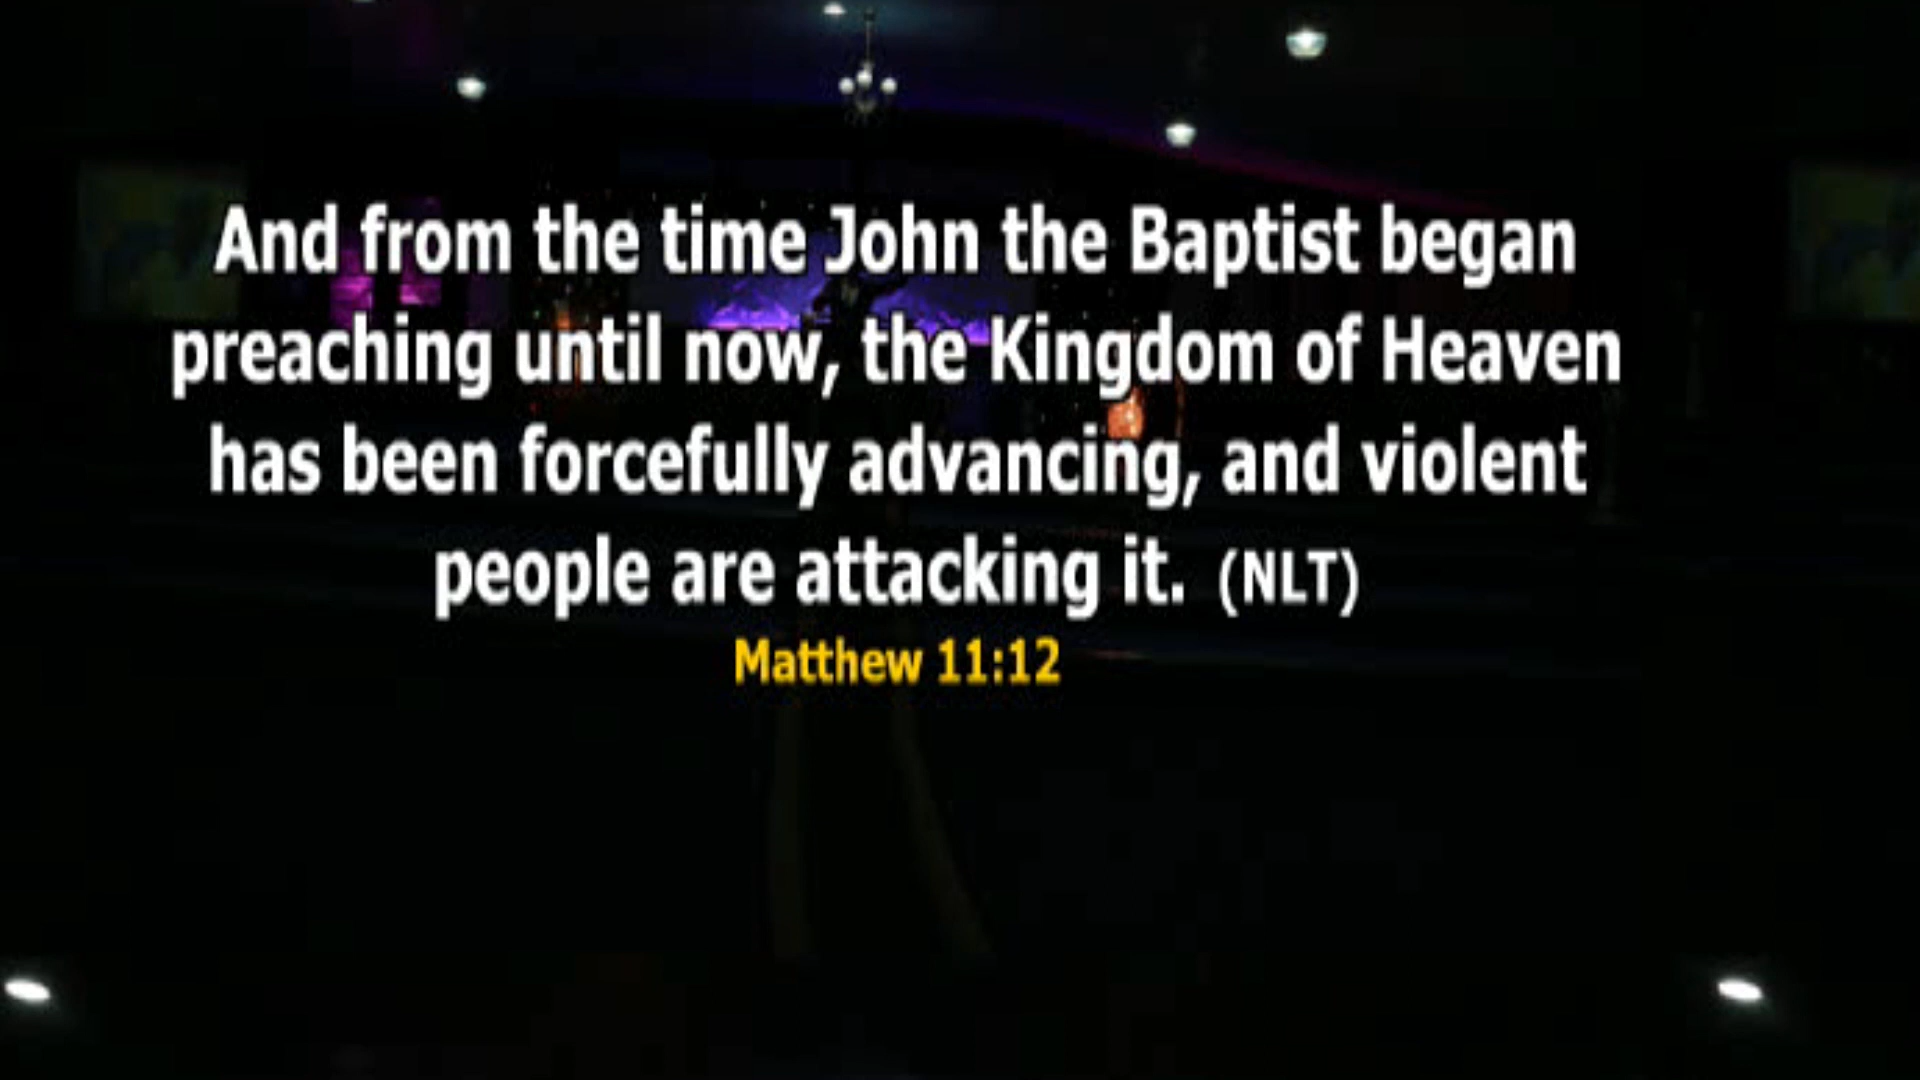 And from the time John the Baptist began
preaching until now, the Kingdom of Heaven
has been forcefully advancing, and violent
people are attacking it. (NLT)
Matthew 11:12